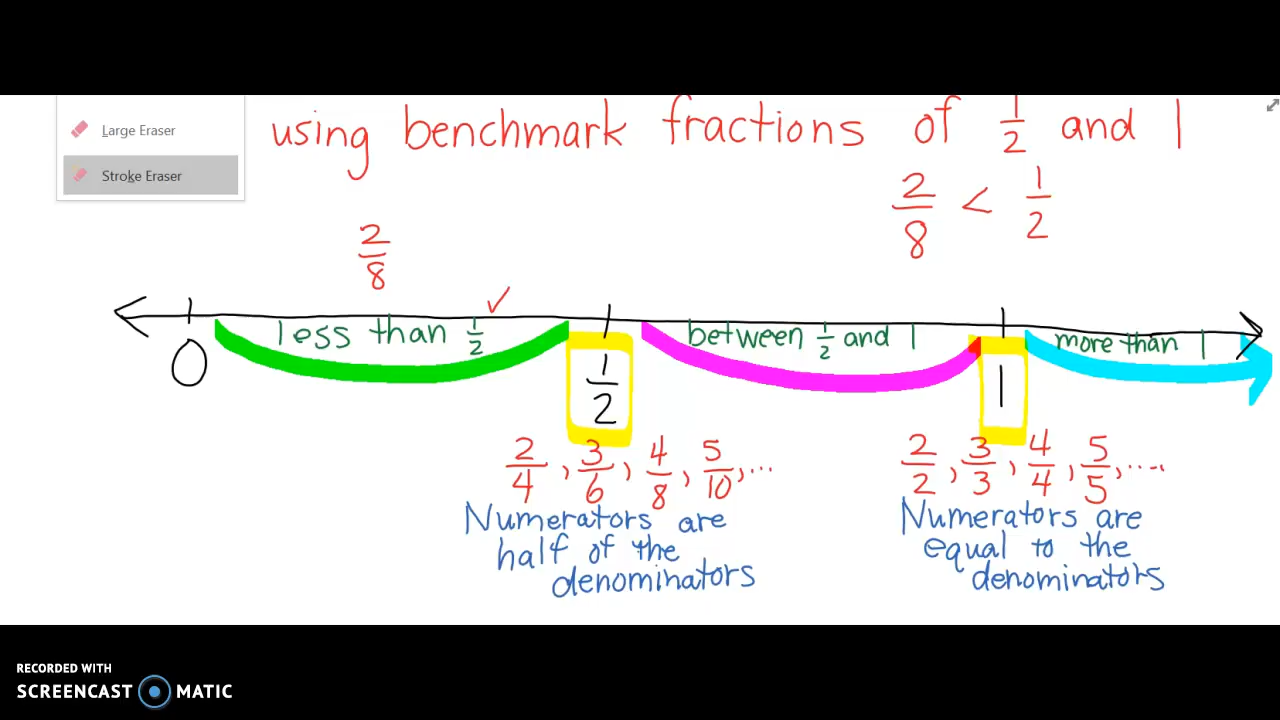 Large Eraser
Stroke Eraser
using benchmark fractions of 1/2 and 1
2/8 < 1/2
2/8 ✓
less than 1/2
between 1/2 and 1
more than 1
0
1/2
1
2/4, 3/6, 4/8, 5/10, ...
2/2, 3/3, 4/4, 5/5, ....
Numerators are
half of the
denominators
Numerators are
equal to the
denominators
RECORDED WITH
SCREENCAST MATIC